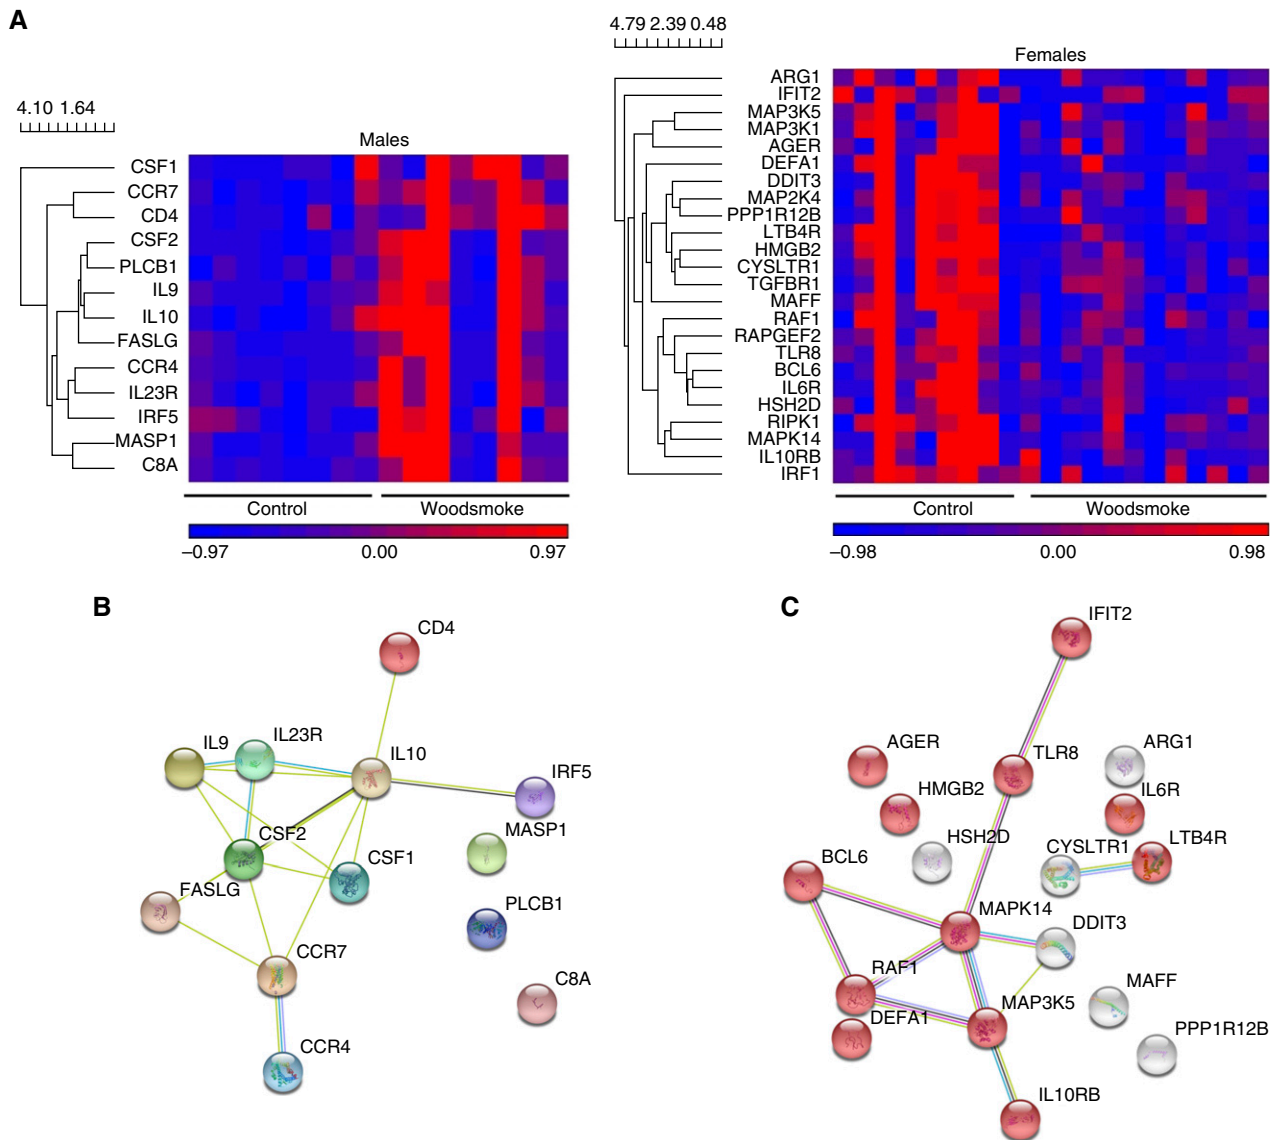 A
4.10 1.64
Males
CSF1
CCR7
CD4
CSF2
PLCB1
IL9
IL10
FASLG
CCR4
IL23R
IRF5
MASP1
C8A
Control
Woodsmoke
–0.97
0.00
0.97
4.79 2.39 0.48
Females
ARG1
IFIT2
MAP3K5
MAP3K1
AGER
DEFA1
DDIT3
MAP2K4
PPP1R12B
LTB4R
HMGB2
CYSLTR1
TGFBR1
MAFF
RAF1
RAPGEF2
TLR8
BCL6
IL6R
HSH2D
RIPK1
MAPK14
IL10RB
IRF1
Control
Woodsmoke
–0.98
0.00
0.98
B
CD4
IL9
IL23R
IL10
IRF5
MASP1
CSF2
CSF1
FASLG
PLCB1
CCR7
C8A
CCR4
C
IFIT2
AGER
TLR8
ARG1
HMGB2
IL6R
HSH2D
CYSLTR1
LTB4R
BCL6
MAPK14
DDIT3
RAF1
MAFF
MAP3K5
DEFA1
PPP1R12B
IL10RB